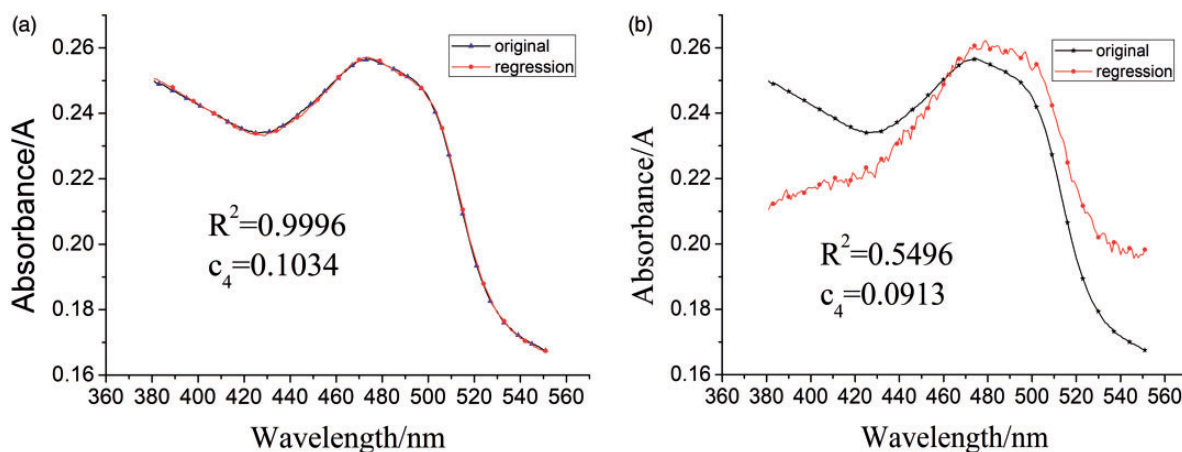 (a)
0.26
0.24
0.22
0.20
0.18
0.16
Absorbance/A
original
regression
R²=0.9996
c₄=0.1034
360 380 400 420 440 460 480 500 520 540 560
Wavelength/nm
(b)
0.26
0.24
0.22
0.20
0.18
0.16
Absorbance/A
original
regression
R²=0.5496
c₄=0.0913
360 380 400 420 440 460 480 500 520 540 560
Wavelength/nm